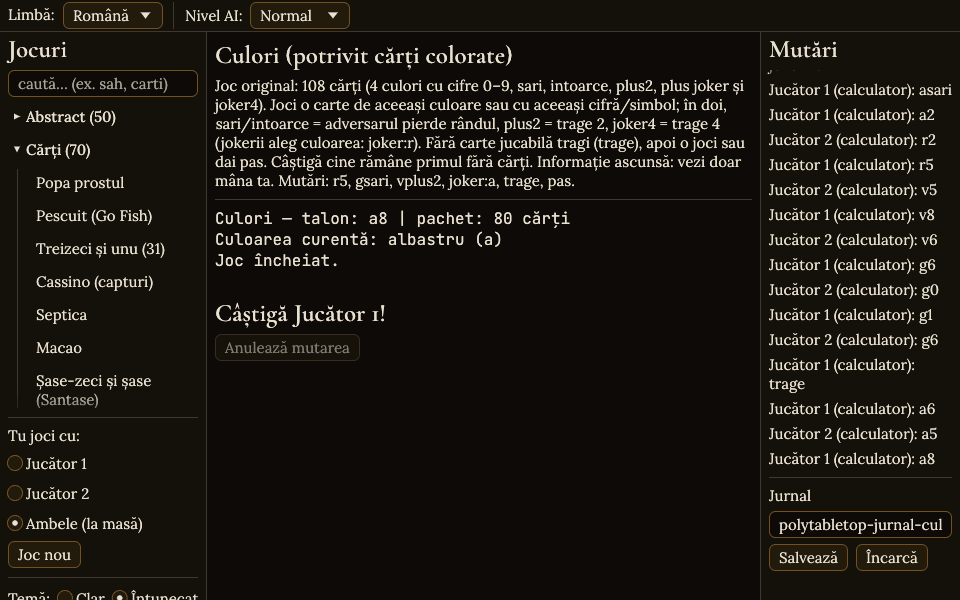 Limbă: Română ▼ Nivel AI: Normal ▼
Jocuri
caută... (ex. sah, carti)
▸ Abstract (50)
▾ Cărți (70)
Popa prostul
Pescuit (Go Fish)
Treizeci și unu (31)
Cassino (capturi)
Septica
Macao
Șase-zeci și șase
(Santase)
Tu joci cu:
Jucător 1
Jucător 2
Ambele (la masă)
Joc nou
Temă: Clar Întunecat
Culori (potrivit cărți colorate)
Joc original: 108 cărți (4 culori cu cifre 0–9, sari, intoarce, plus2, plus joker și
joker4). Joci o carte de aceeași culoare sau cu aceeași cifră/simbol; în doi,
sari/intoarce = adversarul pierde rândul, plus2 = trage 2, joker4 = trage 4
(jokerii aleg culoarea: joker:r). Fără carte jucabilă tragi (trage), apoi o joci sau
dai pas. Câștigă cine rămâne primul fără cărți. Informație ascunsă: vezi doar
mâna ta. Mutări: r5, gsari, vplus2, joker:a, trage, pas.
Culori — talon: a8 | pachet: 80 cărți
Culoarea curentă: albastru (a)
Joc încheiat.
Câștigă Jucător 1!
Anulează mutarea
Mutări
Jucător 1 (calculator): asari
Jucător 1 (calculator): a2
Jucător 2 (calculator): r2
Jucător 1 (calculator): r5
Jucător 2 (calculator): v5
Jucător 1 (calculator): v8
Jucător 2 (calculator): v6
Jucător 1 (calculator): g6
Jucător 2 (calculator): g0
Jucător 1 (calculator): g1
Jucător 2 (calculator): g6
Jucător 1 (calculator):
trage
Jucător 1 (calculator): a6
Jucător 2 (calculator): a5
Jucător 1 (calculator): a8
Jurnal
polytabletop-jurnal-cul
Salvează Încarcă